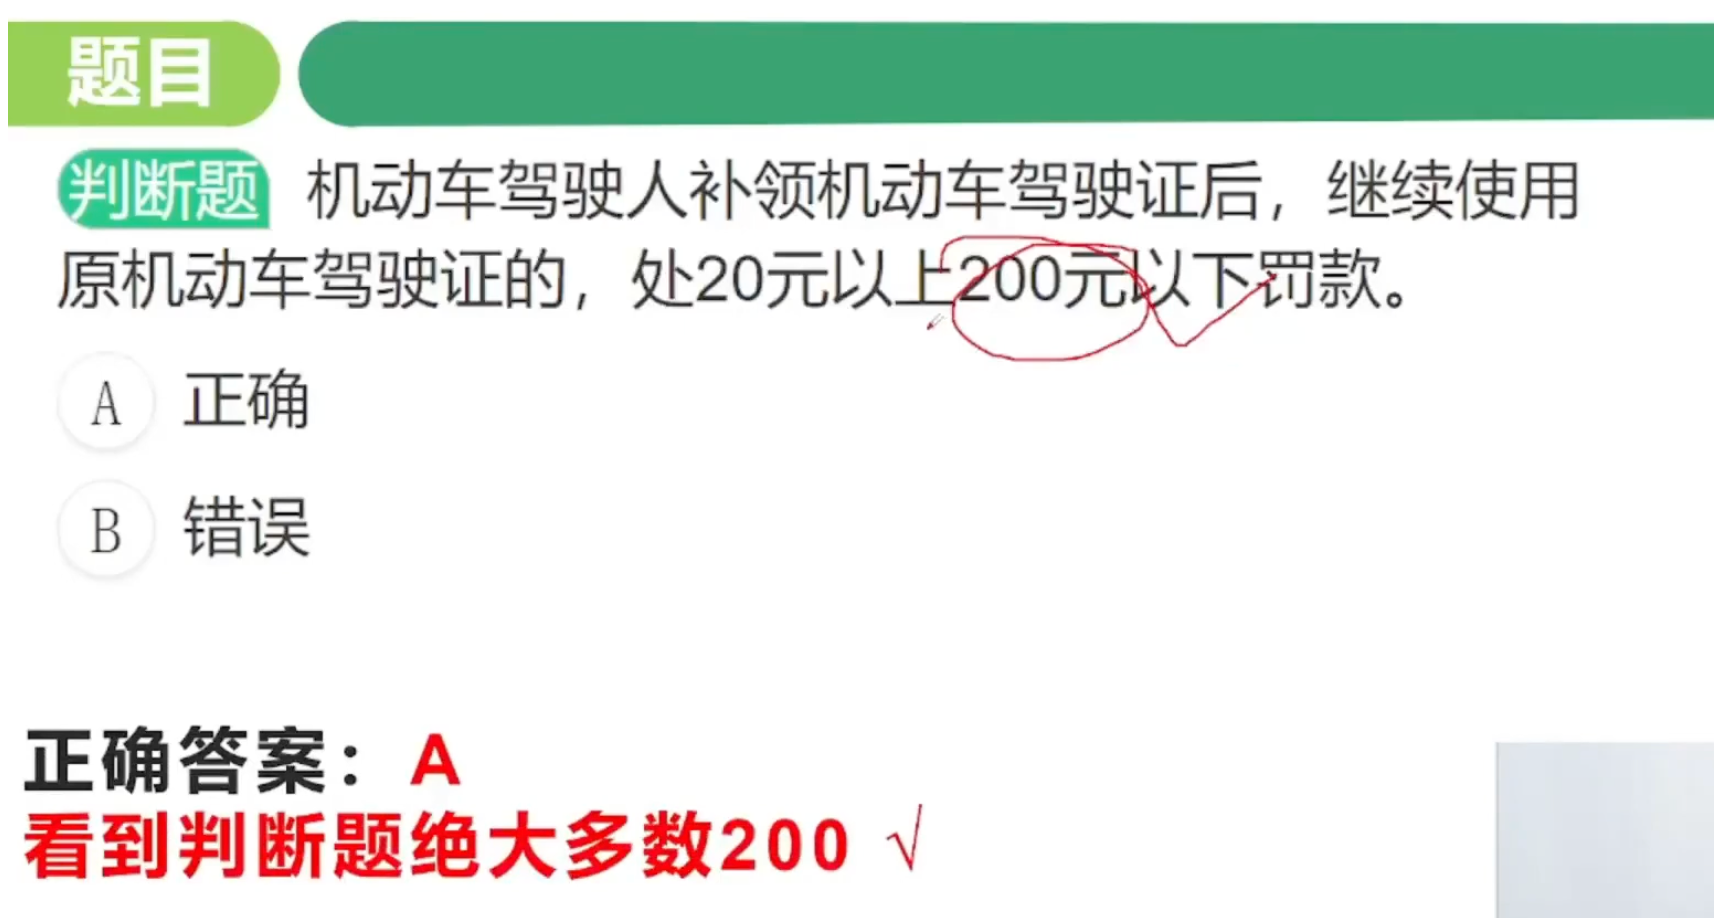 题目
判断题 机动车驾驶人补领机动车驾驶证后，继续使用
原机动车驾驶证的，处20元以上200元以下罚款。
A 正确
B 错误
正确答案：A
看到判断题绝大多数200 √